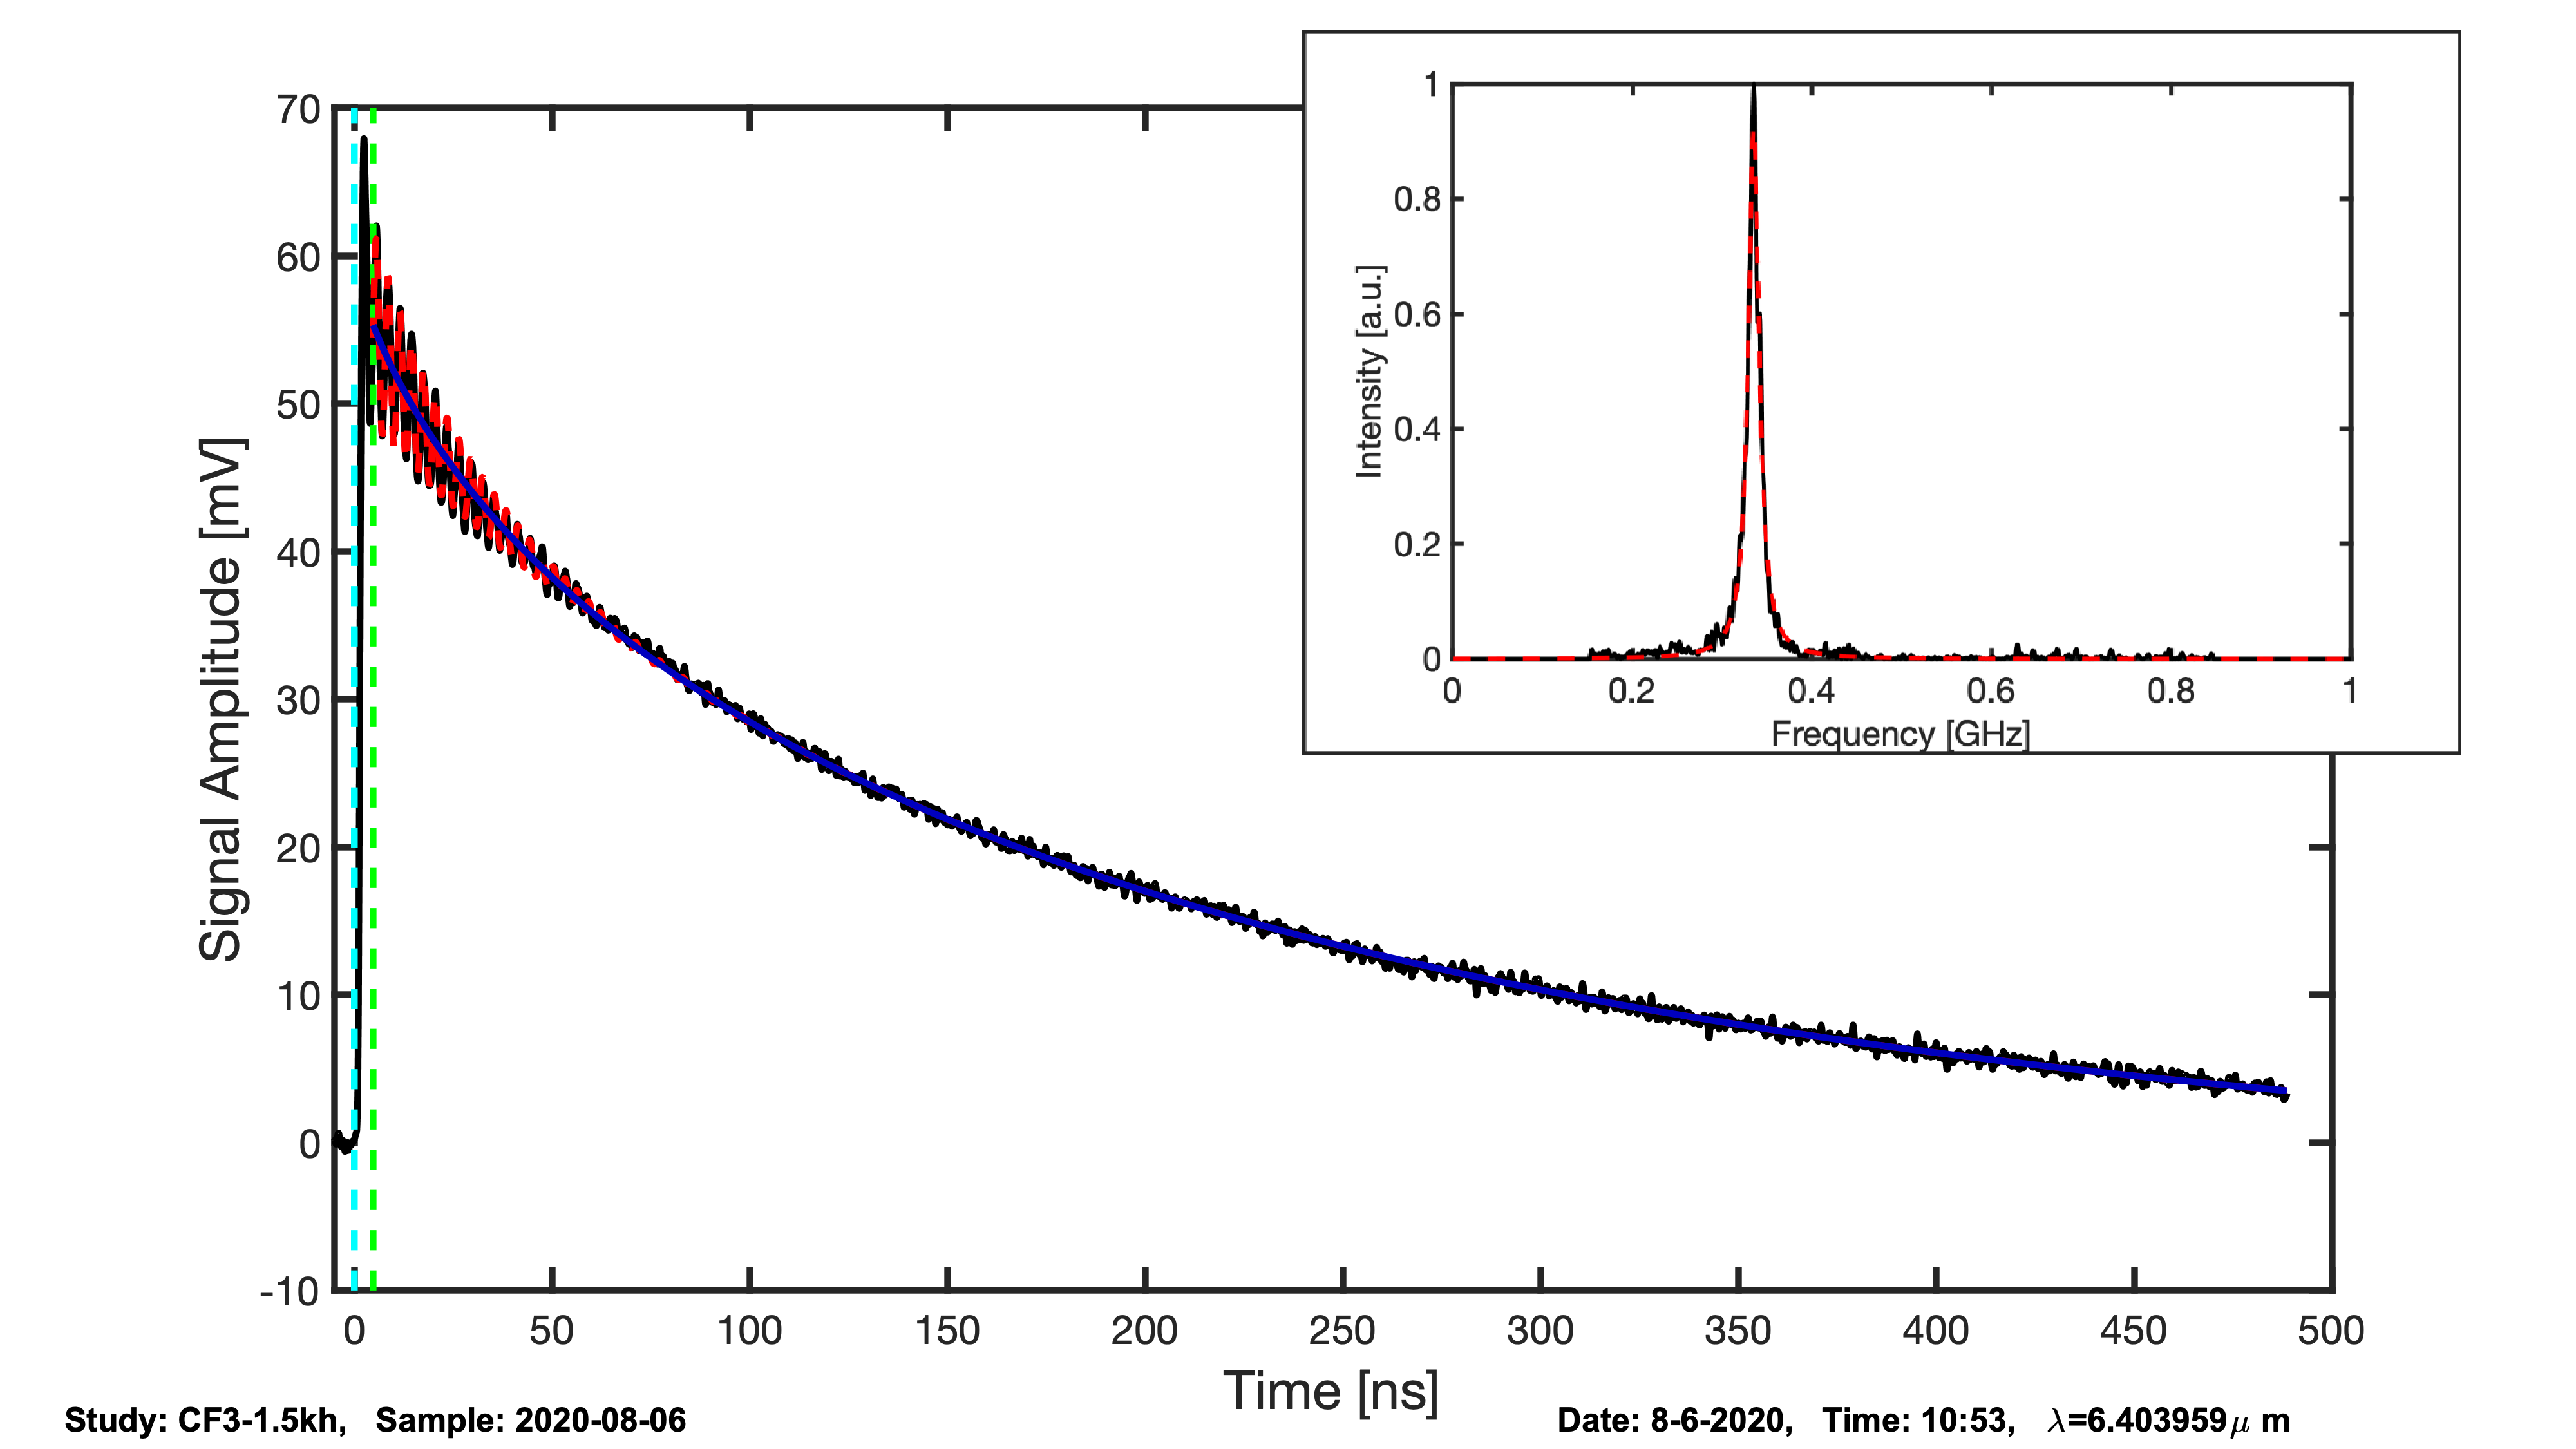 70
60
50
40
30
20
10
0
-10
Signal Amplitude [mV]
0 50 100 150 200 250 300 350 400 450 500
Time [ns]
1
0.8
0.6
0.4
0.2
0
Intensity [a.u.]
0 0.2 0.4 0.6 0.8 1
Frequency [GHz]
Study: CF3-1.5kh, Sample: 2020-08-06
Date: 8-6-2020, Time: 10:53, λ=6.403959μ m